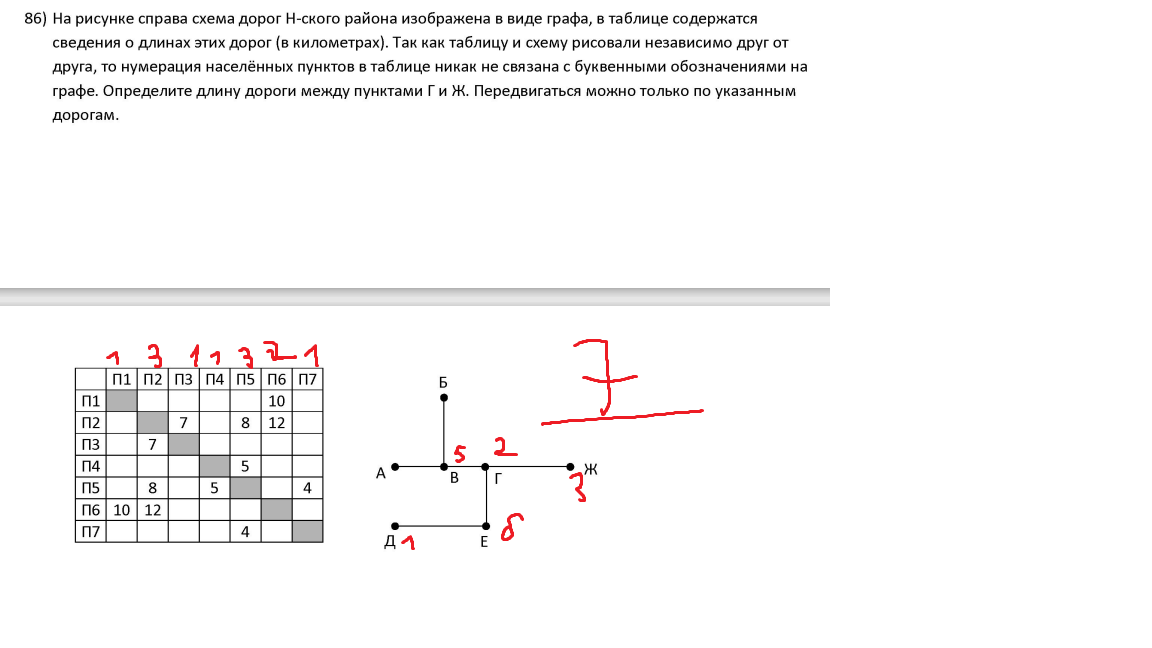 86) На рисунке справа схема дорог Н-ского района изображена в виде графа, в таблице содержатся
сведения о длинах этих дорог (в километрах). Так как таблицу и схему рисовали независимо друг от
друга, то нумерация населённых пунктов в таблице никак не связана с буквенными обозначениями на
графе. Определите длину дороги между пунктами Г и Ж. Передвигаться можно только по указанным
дорогам.
1 3 1 1 3 2 1
П1 П2 П3 П4 П5 П6 П7
П1 10
П2 7 8 12
П3 7
П4 5
П5 8 5 4
П6 10 12
П7 4
7
Б
5 2
А В Г Ж
3
6
Д 1 Е